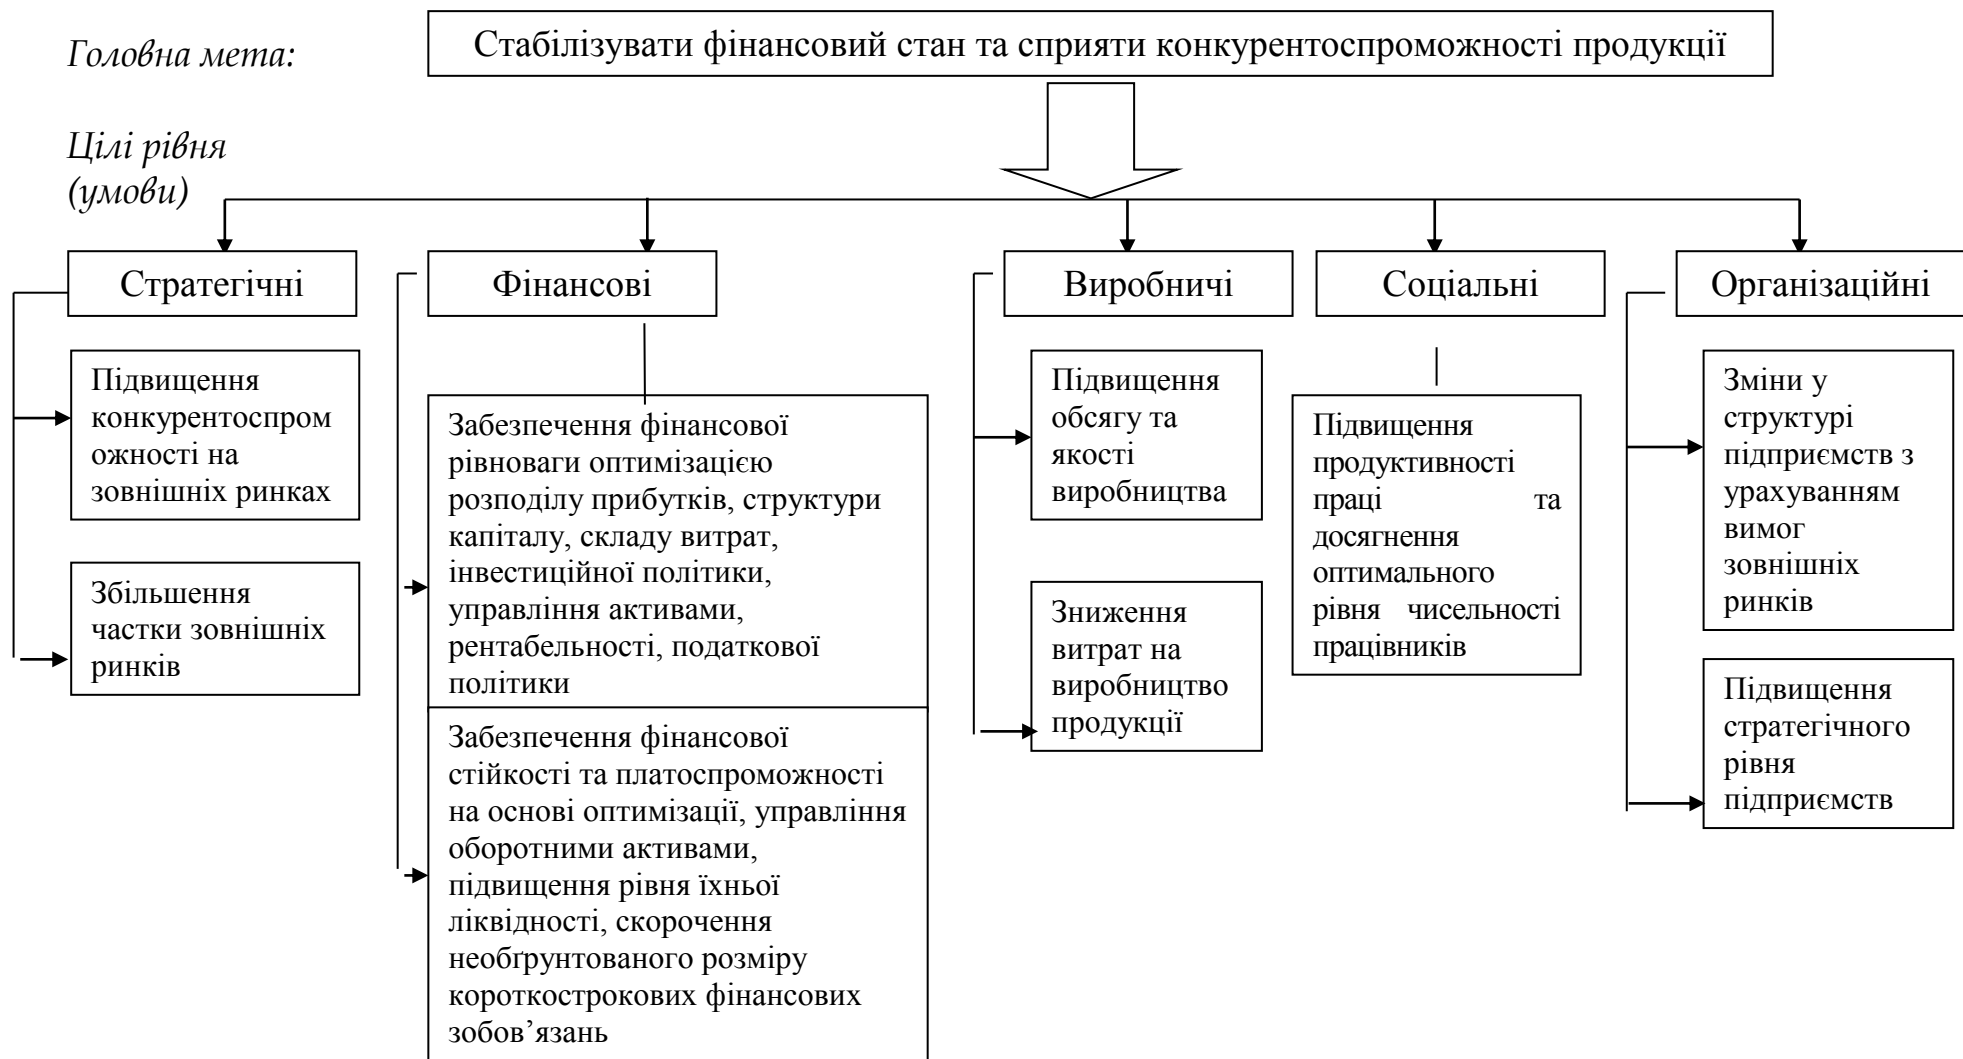 Головна мета:
Стабілізувати фінансовий стан та сприяти конкурентоспроможності продукції
Цілі рівня
(умови)
Стратегічні
Фінансові
Виробничі
Соціальні
Організаційні
Підвищення
конкурентоспром
ожності на
зовнішніх ринках
Збільшення
частки зовнішніх
ринків
Забезпечення фінансової
рівноваги оптимізацією
розподілу прибутків, структури
капіталу, складу витрат,
інвестиційної політики,
управління активами,
рентабельності, податкової
політики
Забезпечення фінансової
стійкості та платоспроможності
на основі оптимізації, управління
оборотними активами,
підвищення рівня їхньої
ліквідності, скорочення
необґрунтованого розміру
короткострокових фінансових
зобов’язань
Підвищення
обсягу та
якості
виробництва
Зниження
витрат на
виробництво
продукції
Підвищення
продуктивності
праці та
досягнення
оптимального
рівня чисельності
працівників
Зміни у
структурі
підприємств з
урахуванням
вимог
зовнішніх
ринків
Підвищення
стратегічного
рівня
підприємств